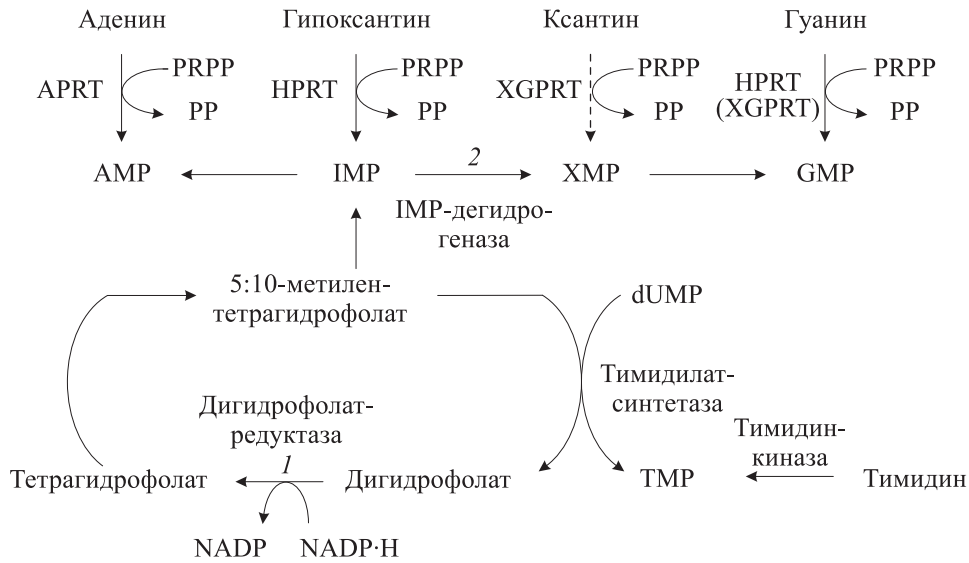 Аденин Гипоксантин Ксантин Гуанин
PRPP PRPP PRPP PRPP
APRT HPRT XGPRT HPRT
(XGPRT)
PP PP PP PP
2
AMP IMP XMP GMP
IMP-дегидро-
геназа
5:10-метилен-
тетрагидрофолат
dUMP
Тимидилат-
синтетаза
Дигидрофолат-
редуктаза
Тимидин-
киназа
1
Тетрагидрофолат Дигидрофолат TMP Тимидин
NADP NADP·H